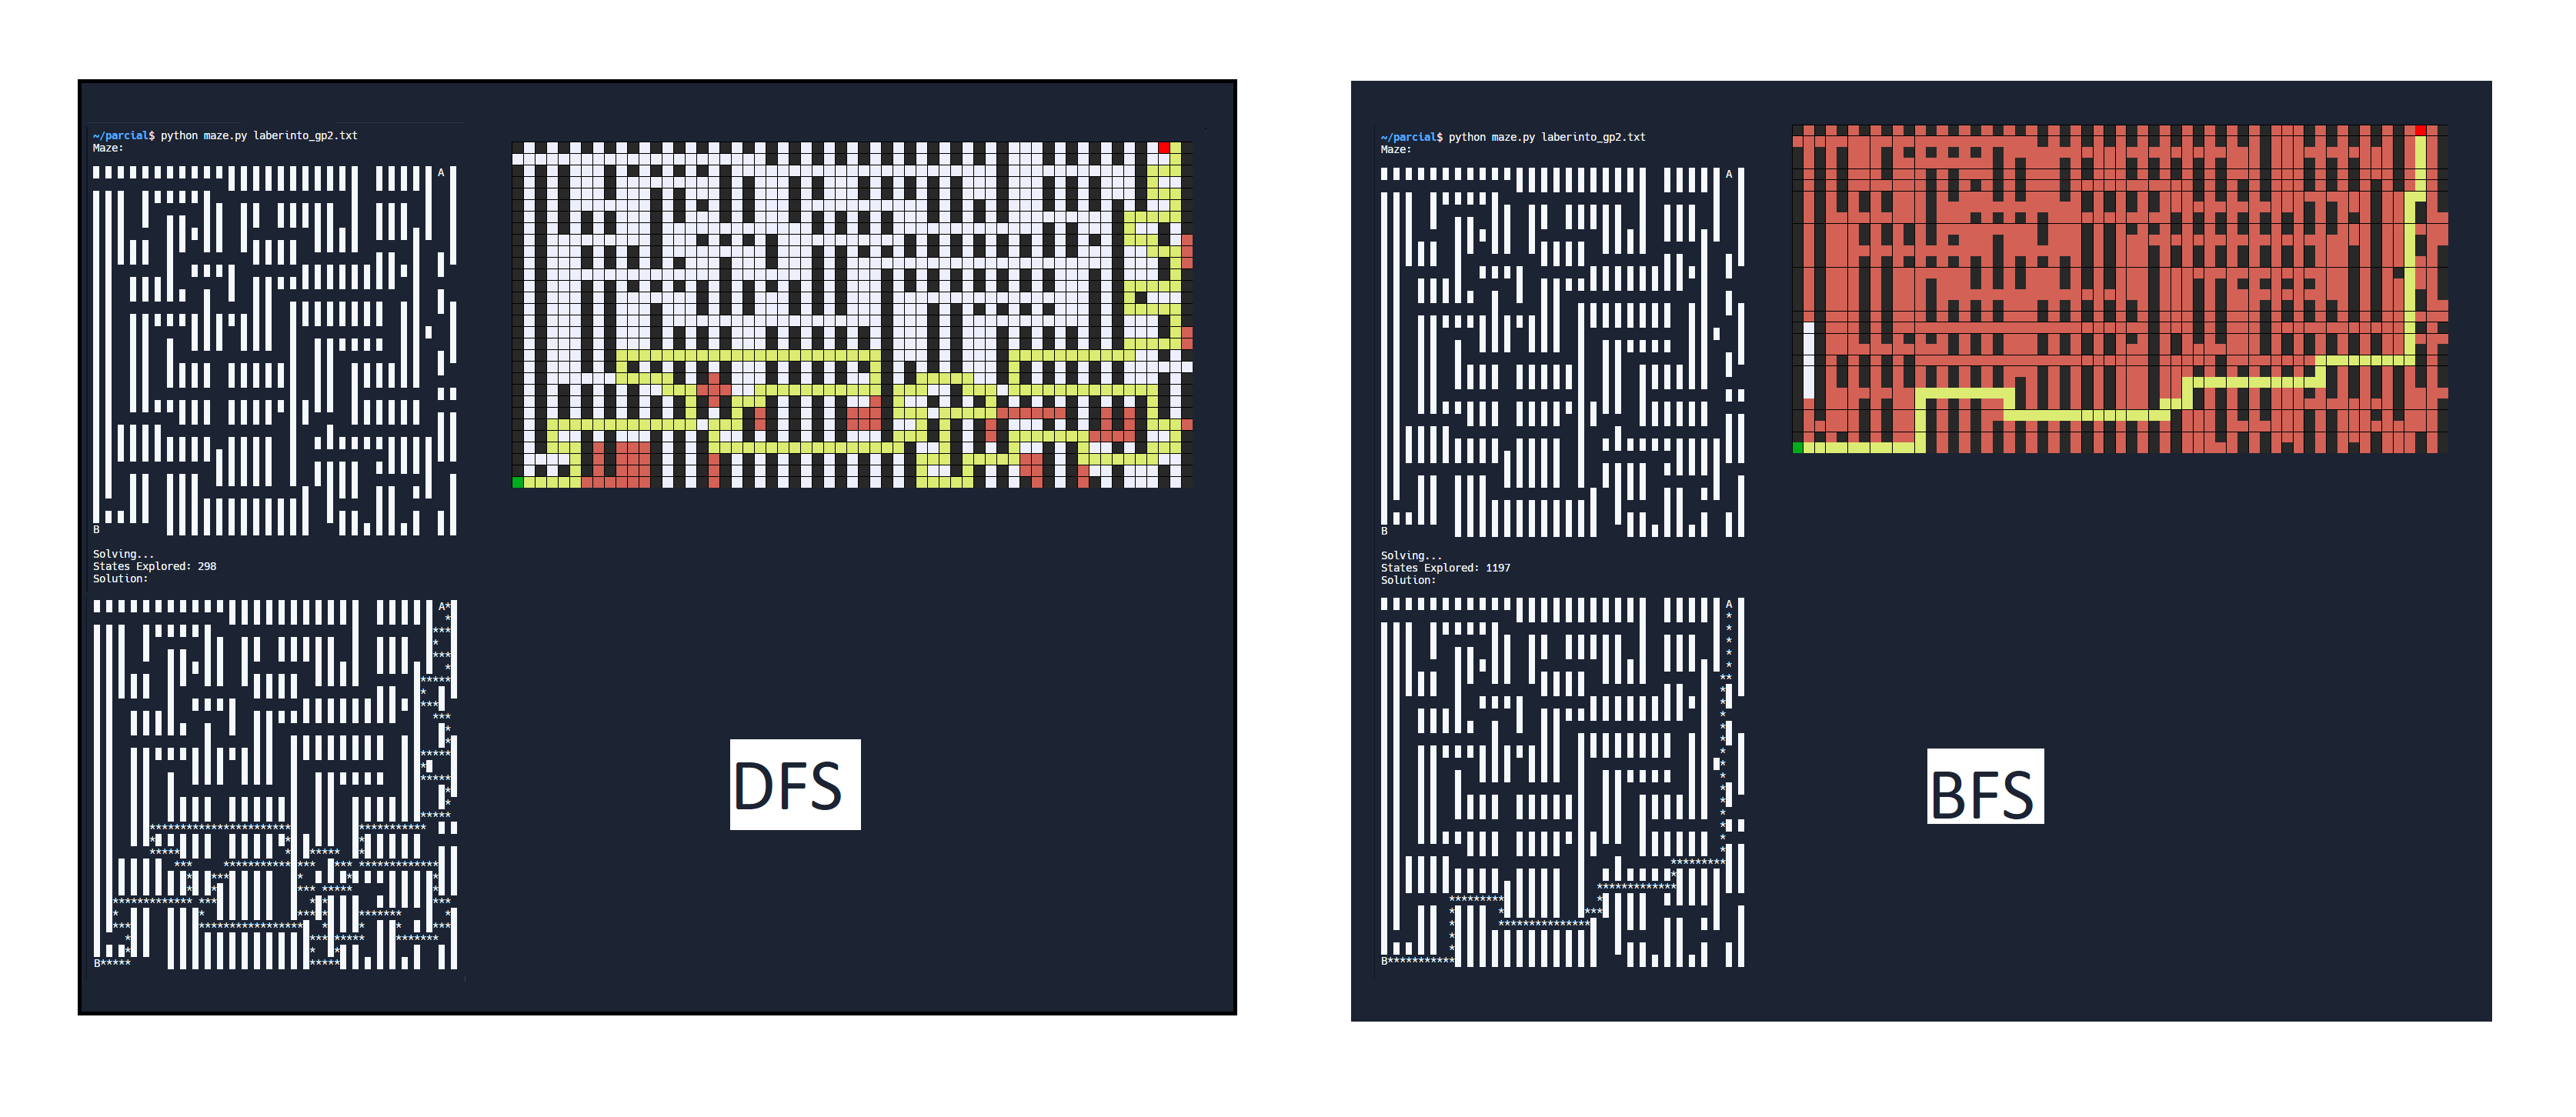 ~/parcial$ python maze.py laberinto_gp2.txt
Maze:
A
B
Solving...
States Explored: 298
Solution:
A*
B*****
DFS
~/parcial$ python maze.py laberinto_gp2.txt
Maze:
A
B
Solving...
States Explored: 1197
Solution:
A
B***********
BFS